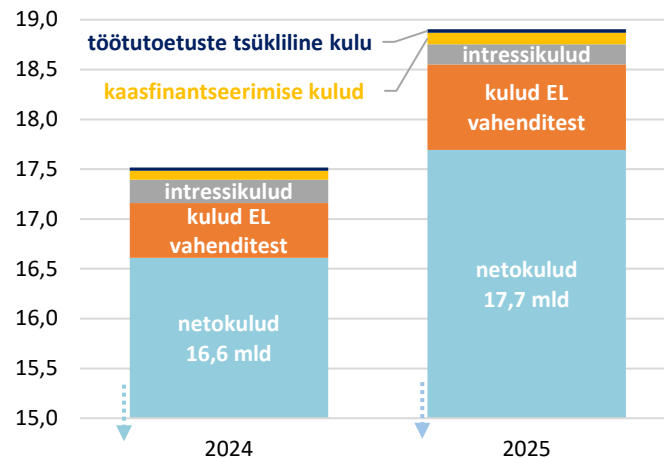 19,0
18,5
18,0
17,5
17,0
16,5
16,0
15,5
15,0
töötutoetuste tsükliline kulu
kaasfinantseerimise kulud
intressikulud
kulud EL
vahenditest
netokulud
16,6 mld
intressikulud
kulud EL
vahenditest
netokulud
17,7 mld
2024
2025